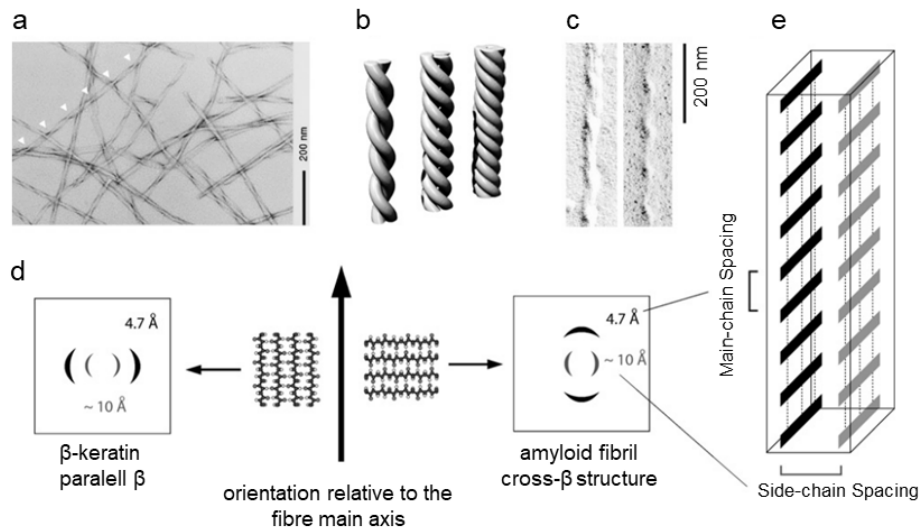 a
b
c
e
200 nm
200 nm
d
4.7 Å
~ 10 Å
β-keratin
paralell β
orientation relative to the
fibre main axis
4.7 Å
~ 10 Å
amyloid fibril
cross-β structure
Main-chain Spacing
Side-chain Spacing